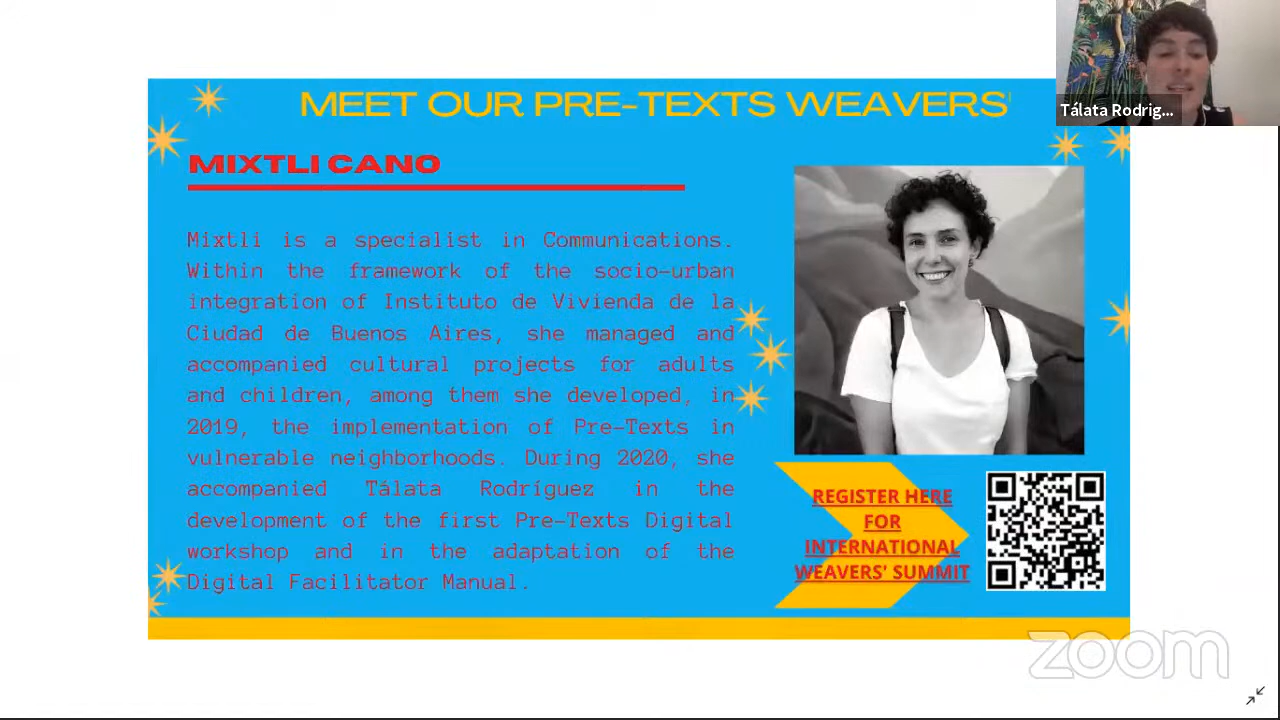 MEET OUR PRE-TEXTS WEAVERS!
Tálata Rodrig...
MIXTLI CANO
Mixtli is a specialist in Communications.
Within the framework of the socio-urban
integration of Instituto de Vivienda de la
Ciudad de Buenos Aires, she managed and
accompanied cultural projects for adults
and children, among them she developed, in
2019, the implementation of Pre-Texts in
vulnerable neighborhoods. During 2020, she
accompanied Tálata Rodríguez in the
development of the first Pre-Texts Digital
workshop and in the adaptation of the
Digital Facilitator Manual.
REGISTER HERE
FOR
INTERNATIONAL
WEAVERS' SUMMIT
zoom